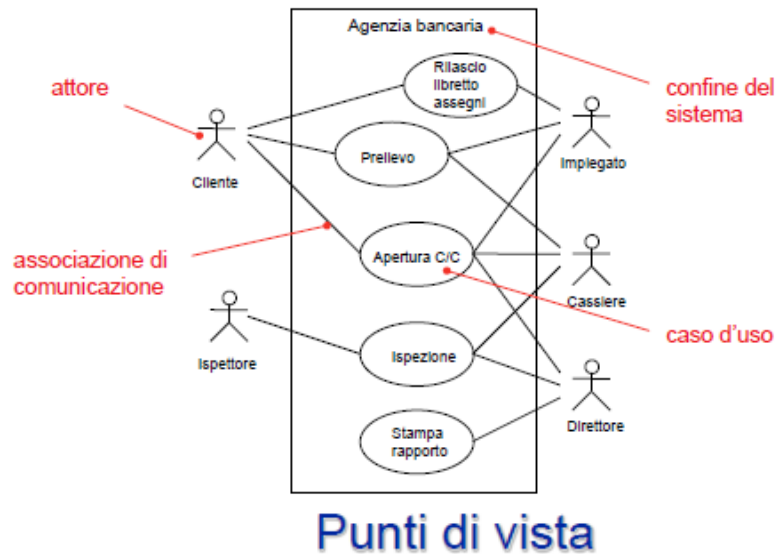 Agenzia bancaria
attore
Rilascio
libretto
assegni
confine del
sistema
Cliente
Prelievo
Impiegato
associazione di
comunicazione
Apertura C/C
Cassiere
caso d'uso
Ispettore
Ispezione
Direttore
Stampa
rapporto
Punti di vista